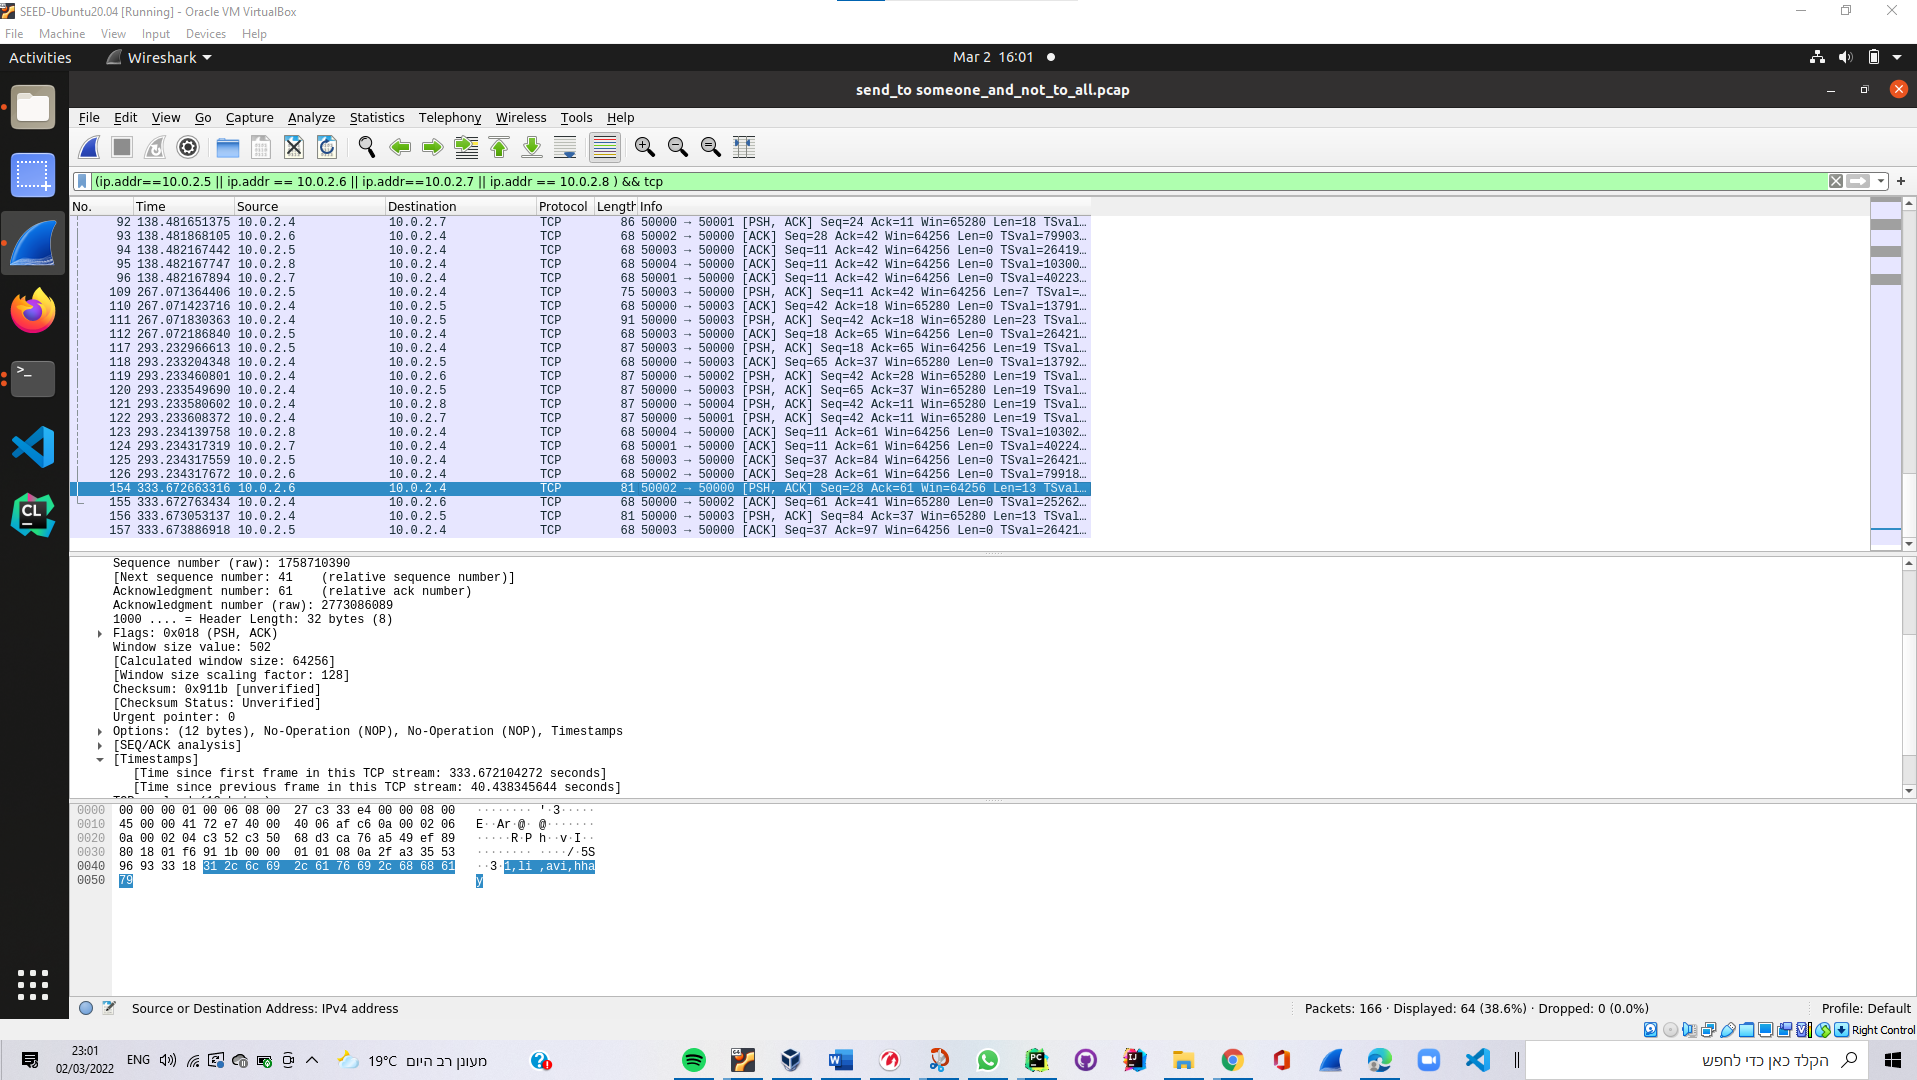 SEED-Ubuntu20.04 [Running] - Oracle VM VirtualBox
File Machine View Input Devices Help
Activities Wireshark Mar 2 16:01
send_to someone_and_not_to_all.pcap
File Edit View Go Capture Analyze Statistics Telephony Wireless Tools Help
(ip.addr==10.0.2.5 || ip.addr == 10.0.2.6 || ip.addr==10.0.2.7 || ip.addr == 10.0.2.8 ) && tcp
No. Time Source Destination Protocol Length Info
92 138.481651375 10.0.2.4 10.0.2.7 TCP 86 50000 → 50001 [PSH, ACK] Seq=24 Ack=11 Win=65280 Len=18 TSval…
93 138.481868105 10.0.2.6 10.0.2.4 TCP 68 50002 → 50000 [ACK] Seq=28 Ack=42 Win=64256 Len=0 TSval=79903…
94 138.482167442 10.0.2.5 10.0.2.4 TCP 68 50003 → 50000 [ACK] Seq=11 Ack=42 Win=64256 Len=0 TSval=26419…
95 138.482167747 10.0.2.8 10.0.2.4 TCP 68 50004 → 50000 [ACK] Seq=11 Ack=42 Win=64256 Len=0 TSval=10300…
96 138.482167894 10.0.2.7 10.0.2.4 TCP 68 50001 → 50000 [ACK] Seq=11 Ack=42 Win=64256 Len=0 TSval=40223…
109 267.071364406 10.0.2.5 10.0.2.4 TCP 75 50003 → 50000 [PSH, ACK] Seq=11 Ack=42 Win=64256 Len=7 TSval=…
110 267.071423716 10.0.2.4 10.0.2.5 TCP 68 50000 → 50003 [ACK] Seq=42 Ack=18 Win=65280 Len=0 TSval=13791…
111 267.071830363 10.0.2.4 10.0.2.5 TCP 91 50000 → 50003 [PSH, ACK] Seq=42 Ack=18 Win=65280 Len=23 TSval…
112 267.072186840 10.0.2.5 10.0.2.4 TCP 68 50003 → 50000 [ACK] Seq=18 Ack=65 Win=64256 Len=0 TSval=26421…
117 293.232966613 10.0.2.5 10.0.2.4 TCP 87 50003 → 50000 [PSH, ACK] Seq=18 Ack=65 Win=64256 Len=19 TSval…
118 293.233204348 10.0.2.4 10.0.2.5 TCP 68 50000 → 50003 [ACK] Seq=65 Ack=37 Win=65280 Len=0 TSval=13792…
119 293.233460801 10.0.2.4 10.0.2.6 TCP 87 50000 → 50002 [PSH, ACK] Seq=42 Ack=28 Win=65280 Len=19 TSval…
120 293.233549690 10.0.2.4 10.0.2.5 TCP 87 50000 → 50003 [PSH, ACK] Seq=65 Ack=37 Win=65280 Len=19 TSval…
121 293.233580602 10.0.2.4 10.0.2.8 TCP 87 50000 → 50004 [PSH, ACK] Seq=42 Ack=11 Win=65280 Len=19 TSval…
122 293.233608372 10.0.2.4 10.0.2.7 TCP 87 50000 → 50001 [PSH, ACK] Seq=42 Ack=11 Win=65280 Len=19 TSval…
123 293.234139758 10.0.2.8 10.0.2.4 TCP 68 50004 → 50000 [ACK] Seq=11 Ack=61 Win=64256 Len=0 TSval=10302…
124 293.234317319 10.0.2.7 10.0.2.4 TCP 68 50001 → 50000 [ACK] Seq=11 Ack=61 Win=64256 Len=0 TSval=40224…
125 293.234317559 10.0.2.5 10.0.2.4 TCP 68 50003 → 50000 [ACK] Seq=37 Ack=84 Win=64256 Len=0 TSval=26421…
126 293.234317672 10.0.2.6 10.0.2.4 TCP 68 50002 → 50000 [ACK] Seq=28 Ack=61 Win=64256 Len=0 TSval=79918…
154 333.672663316 10.0.2.6 10.0.2.4 TCP 81 50002 → 50000 [PSH, ACK] Seq=28 Ack=61 Win=64256 Len=13 TSval…
155 333.672763434 10.0.2.4 10.0.2.6 TCP 68 50000 → 50002 [ACK] Seq=61 Ack=41 Win=65280 Len=0 TSval=25262…
156 333.673053137 10.0.2.4 10.0.2.5 TCP 81 50000 → 50003 [PSH, ACK] Seq=84 Ack=37 Win=65280 Len=13 TSval…
157 333.673886918 10.0.2.5 10.0.2.4 TCP 68 50003 → 50000 [ACK] Seq=37 Ack=97 Win=64256 Len=0 TSval=26421…
Sequence number (raw): 1758710390
[Next sequence number: 41 (relative sequence number)]
Acknowledgment number: 61 (relative ack number)
Acknowledgment number (raw): 2773086089
1000 .... = Header Length: 32 bytes (8)
Flags: 0x018 (PSH, ACK)
Window size value: 502
[Calculated window size: 64256]
[Window size scaling factor: 128]
Checksum: 0x911b [unverified]
[Checksum Status: Unverified]
Urgent pointer: 0
Options: (12 bytes), No-Operation (NOP), No-Operation (NOP), Timestamps
[SEQ/ACK analysis]
[Timestamps]
[Time since first frame in this TCP stream: 333.672104272 seconds]
[Time since previous frame in this TCP stream: 40.438345644 seconds]
0000 00 00 00 01 00 06 08 00 27 c3 33 e4 00 00 08 00 ········ '·3·····
0010 45 00 00 41 72 e7 40 00 40 06 af c6 0a 00 02 06 E··Ar·@· @·······
0020 0a 00 02 04 c3 52 c3 50 68 d3 ca 76 a5 49 ef 89 ·····R·P h··v·I··
0030 80 18 01 f6 91 1b 00 00 01 01 08 0a 2f a3 35 53 ········ ····/·5S
0040 96 93 33 18 31 2c 6c 69 2c 61 76 69 2c 68 68 61 ··3·1,li ,avi,hha
0050 79 y
Source or Destination Address: IPv4 address Packets: 166 · Displayed: 64 (38.6%) · Dropped: 0 (0.0%) Profile: Default
Right Control
23:01
02/03/2022
ENG
19°C מעונן רב היום
הקלד כאן כדי לחפש